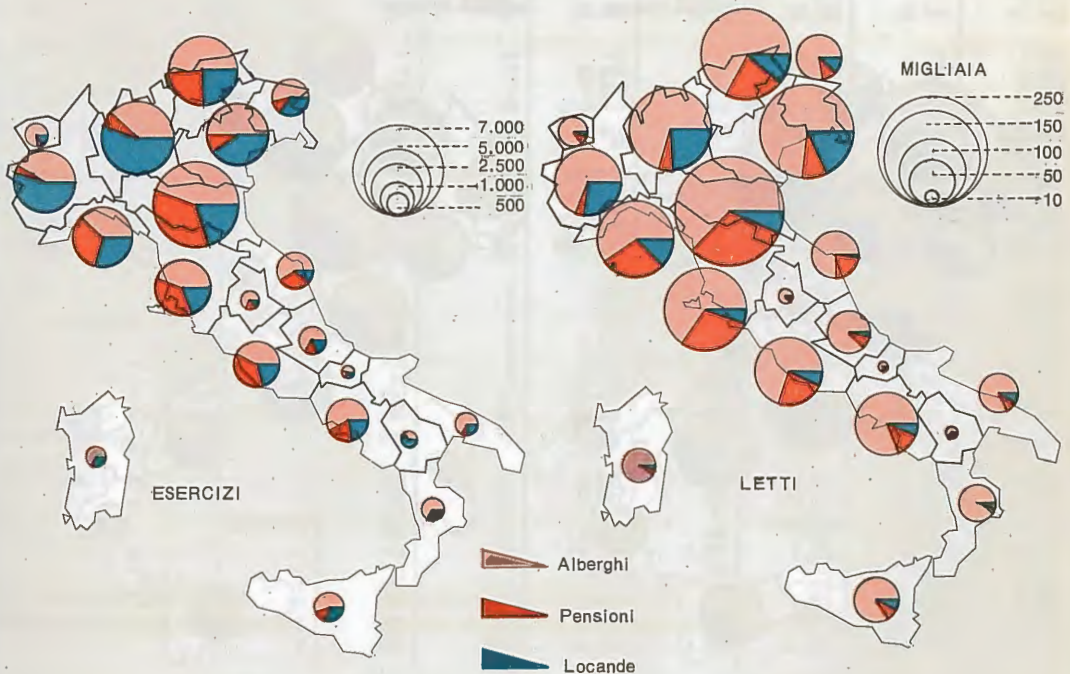 7.000
5.000
2.500
1.000
500
ESERCIZI
MIGLIAIA
250
150
100
50
10
LETTI
Alberghi
Pensioni
Locande